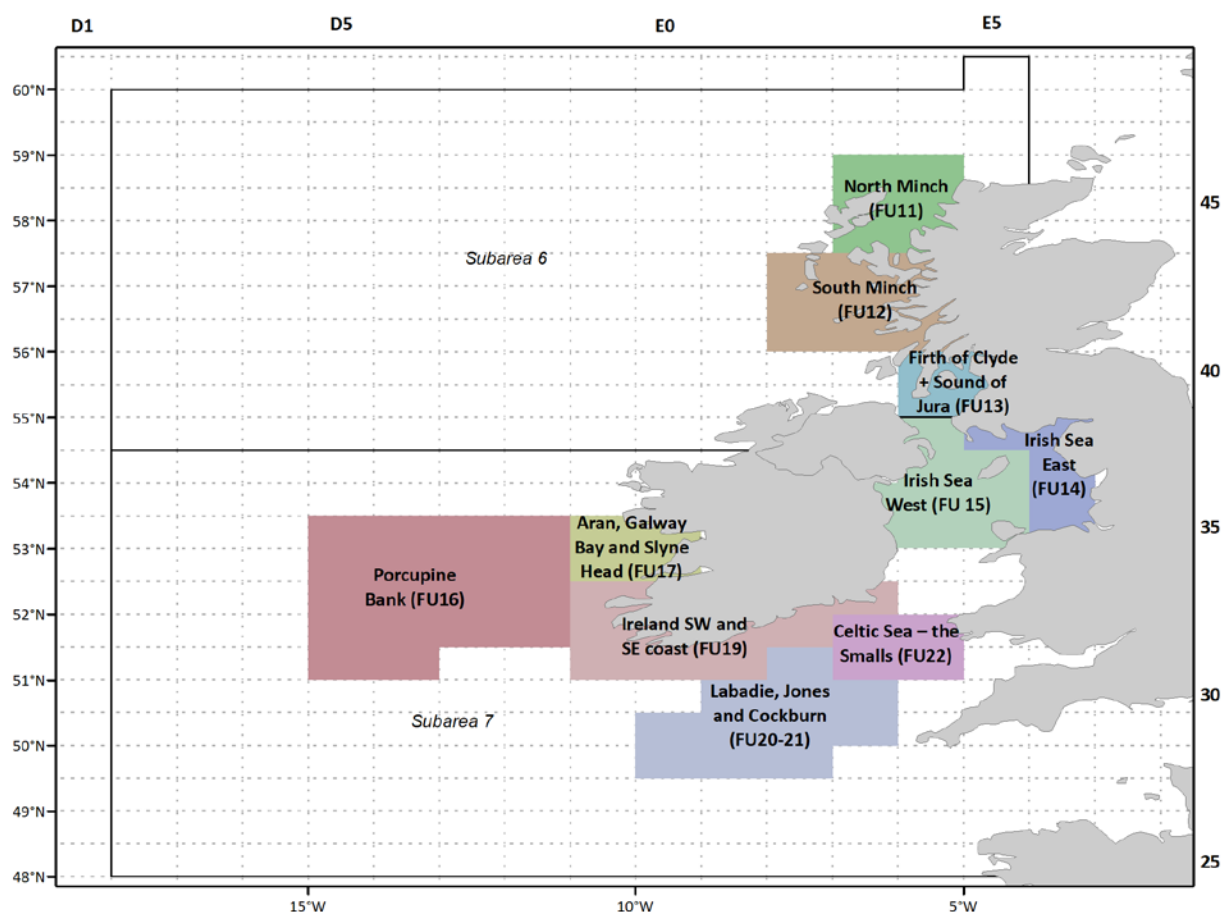 D1 D5 E0 E5
60°N
59°N
North Minch
(FU11)
45
58°N
Subarea 6
57°N
South Minch
(FU12)
56°N
Firth of Clyde
+ Sound of
Jura (FU13)
40
55°N
Irish Sea
East
(FU14)
54°N
Irish Sea
West (FU 15)
35
53°N
Aran, Galway
Bay and Slyne
Head (FU17)
Porcupine
Bank (FU16)
52°N
Ireland SW and
SE coast (FU19)
Celtic Sea – the
Smalls (FU22)
51°N
Labadie, Jones
and Cockburn
(FU20-21)
30
Subarea 7
50°N
49°N
48°N
25
15°W 10°W 5°W